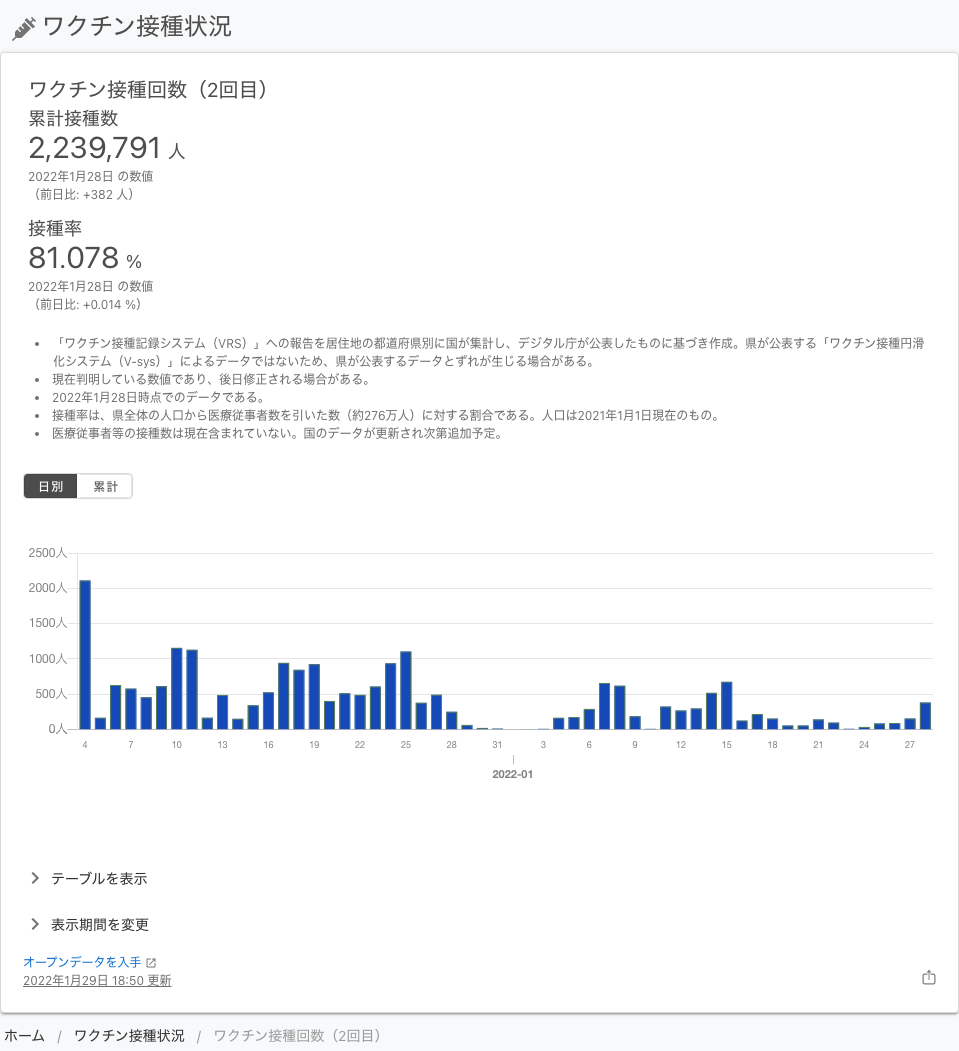 ワクチン接種状況
ワクチン接種回数（2回目）
累計接種数
2,239,791 人
2022年1月28日 の数値
（前日比: +382 人）
接種率
81.078 %
2022年1月28日 の数値
（前日比: +0.014 %）
「ワクチン接種記録システム（VRS）」への報告を居住地の都道府県別に国が集計し、デジタル庁が公表したものに基づき作成。県が公表する「ワクチン接種円滑
化システム（V-sys）」によるデータではないため、県が公表するデータとずれが生じる場合がある。
現在判明している数値であり、後日修正される場合がある。
2022年1月28日時点でのデータである。
接種率は、県全体の人口から医療従事者数を引いた数（約276万人）に対する割合である。人口は2021年1月1日現在のもの。
医療従事者等の接種数は現在含まれていない。国のデータが更新され次第追加予定。
日別 累計
2500人
2000人
1500人
1000人
500人
0人
4 7 10 13 16 19 22 25 28 31 3 6 9 12 15 18 21 24 27
2022-01
テーブルを表示
表示期間を変更
オープンデータを入手
2022年1月29日 18:50 更新
ホーム / ワクチン接種状況 / ワクチン接種回数（2回目）